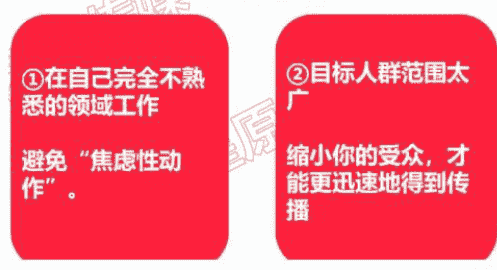 ①在自己完全不熟
悉的领域工作
避免“焦虑性动
作”。
②目标人群范围太
广
缩小你的受众，才
能更迅速地得到传
播